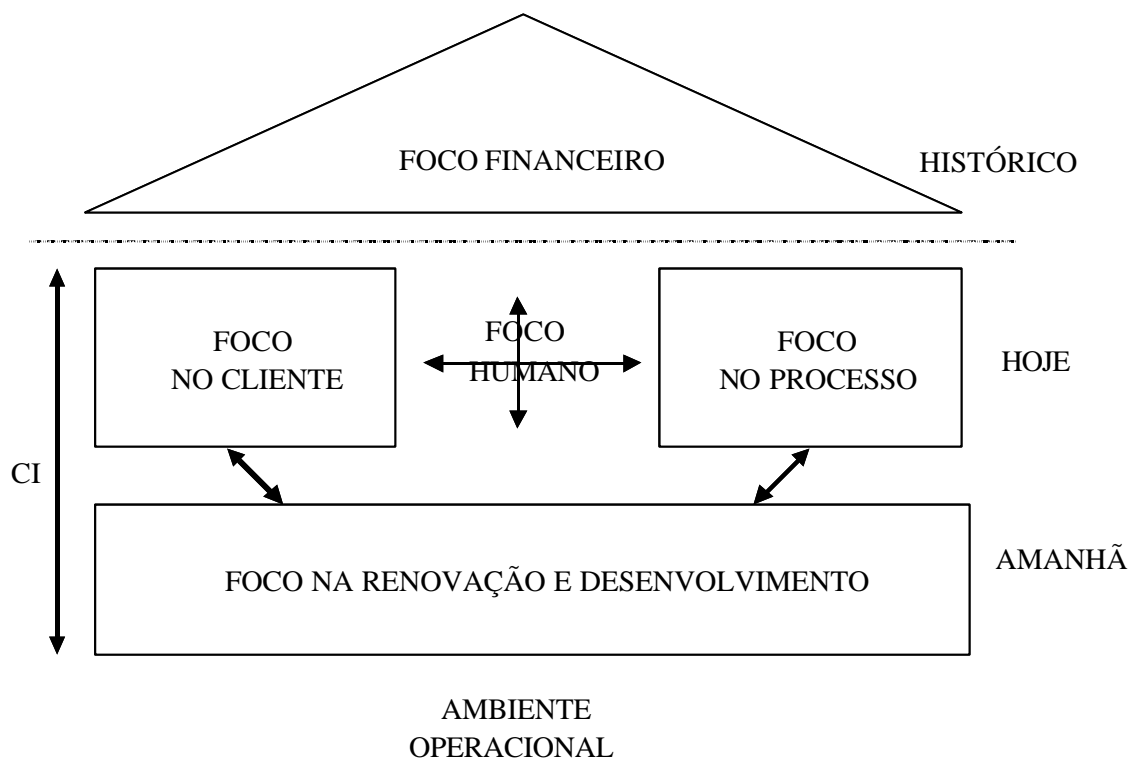 FOCO FINANCEIRO
HISTÓRICO
FOCO
NO CLIENTE
FOCO
HUMANO
FOCO
NO PROCESSO
HOJE
CI
FOCO NA RENOVAÇÃO E DESENVOLVIMENTO
AMANHÃ
AMBIENTE
OPERACIONAL